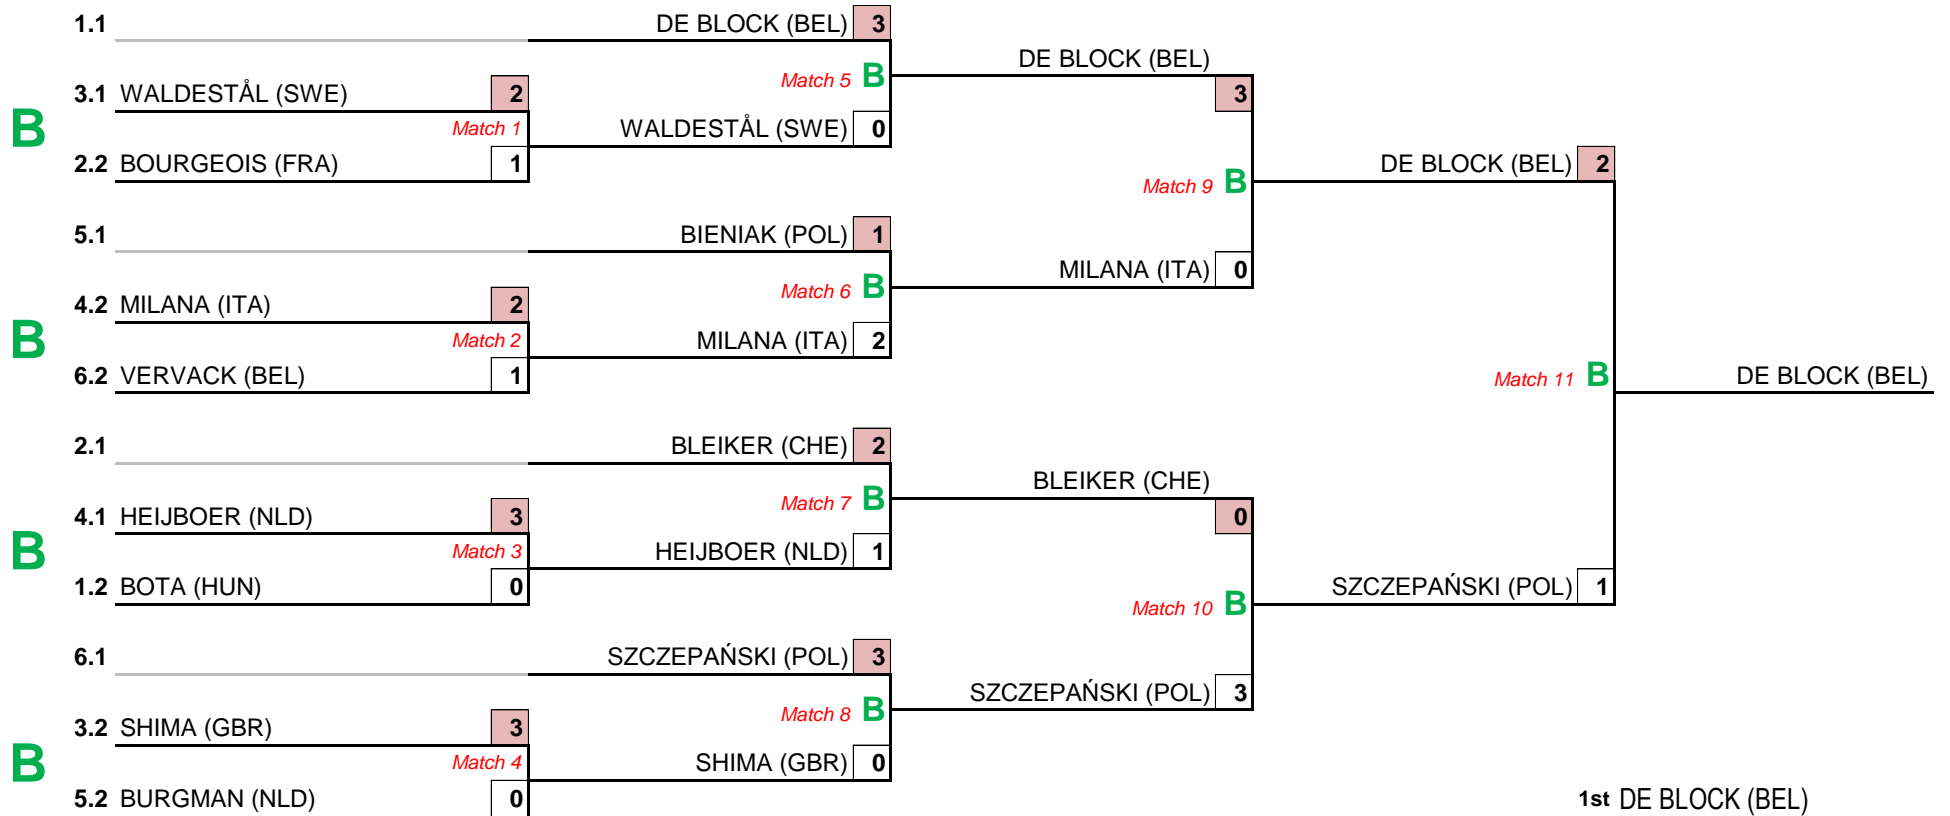 1.1 DE BLOCK (BEL) 3
DE BLOCK (BEL)
Match 5 B
3.1 WALDESTÅL (SWE) 2
3
B
Match 1
WALDESTÅL (SWE) 0
2.2 BOURGEOIS (FRA) 1
DE BLOCK (BEL) 2
Match 9 B
5.1 BIENIAK (POL) 1
MILANA (ITA) 0
Match 6 B
4.2 MILANA (ITA) 2
B
Match 2
MILANA (ITA) 2
6.2 VERVACK (BEL) 1
Match 11 B
DE BLOCK (BEL)
2.1 BLEIKER (CHE) 2
BLEIKER (CHE)
Match 7 B
4.1 HEIJBOER (NLD) 3
0
B
Match 3
HEIJBOER (NLD) 1
1.2 BOTA (HUN) 0
SZCZEPAŃSKI (POL) 1
Match 10 B
6.1 SZCZEPAŃSKI (POL) 3
SZCZEPAŃSKI (POL) 3
Match 8 B
3.2 SHIMA (GBR) 3
B
Match 4
SHIMA (GBR) 0
5.2 BURGMAN (NLD) 0
1st DE BLOCK (BEL)